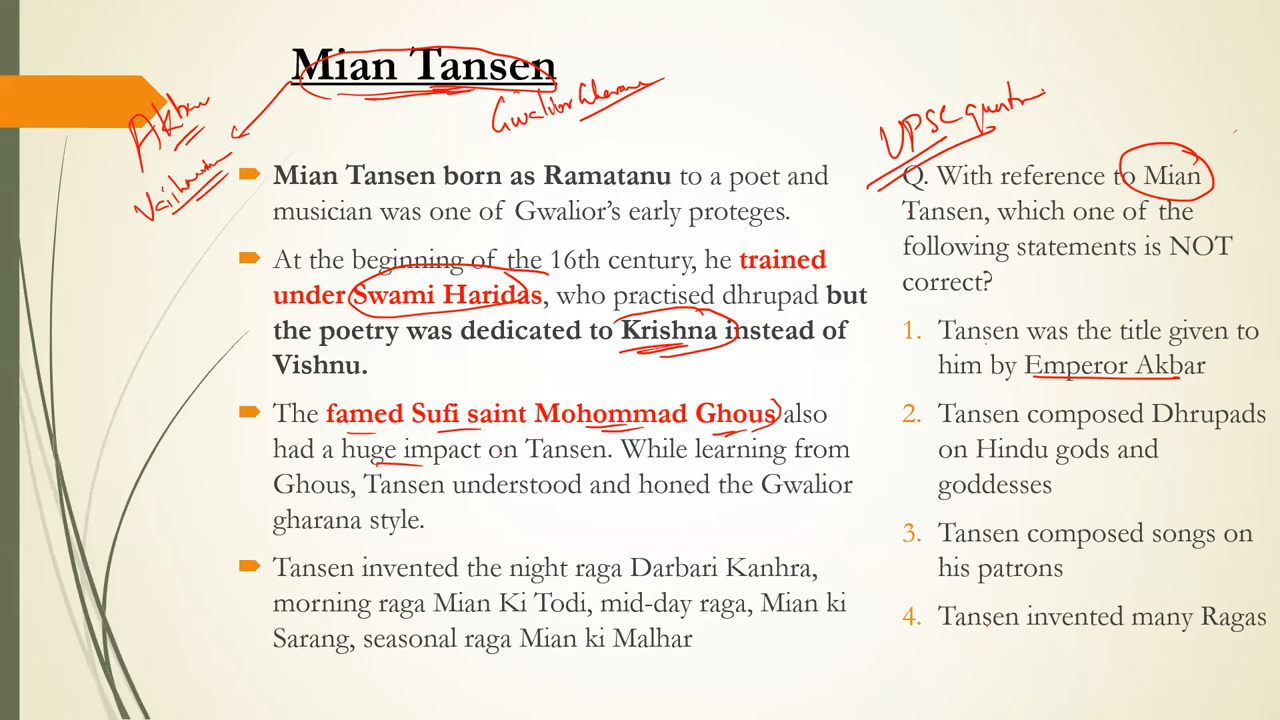 Mian Tansen
Gwalior Gharana
Akbar
Vaishnavite
UPSC question
Mian Tansen born as Ramatanu to a poet and
musician was one of Gwalior's early proteges.
At the beginning of the 16th century, he trained
under Swami Haridas, who practised dhrupad but
the poetry was dedicated to Krishna instead of
Vishnu.
The famed Sufi saint Mohommad Ghous also
had a huge impact on Tansen. While learning from
Ghous, Tansen understood and honed the Gwalior
gharana style.
Tansen invented the night raga Darbari Kanhra,
morning raga Mian Ki Todi, mid-day raga, Mian ki
Sarang, seasonal raga Mian ki Malhar
Q. With reference to Mian
Tansen, which one of the
following statements is NOT
correct?
1. Tansen was the title given to
him by Emperor Akbar
2. Tansen composed Dhrupads
on Hindu gods and
goddesses
3. Tansen composed songs on
his patrons
4. Tansen invented many Ragas